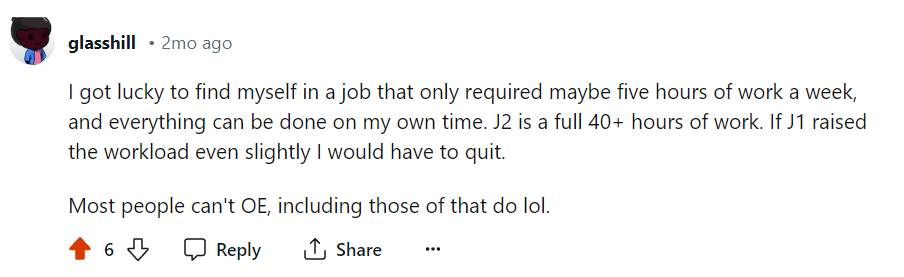 glasshill • 2mo ago
I got lucky to find myself in a job that only required maybe five hours of work a week,
and everything can be done on my own time. J2 is a full 40+ hours of work. If J1 raised
the workload even slightly I would have to quit.
Most people can't OE, including those of that do lol.
6 Reply Share ...